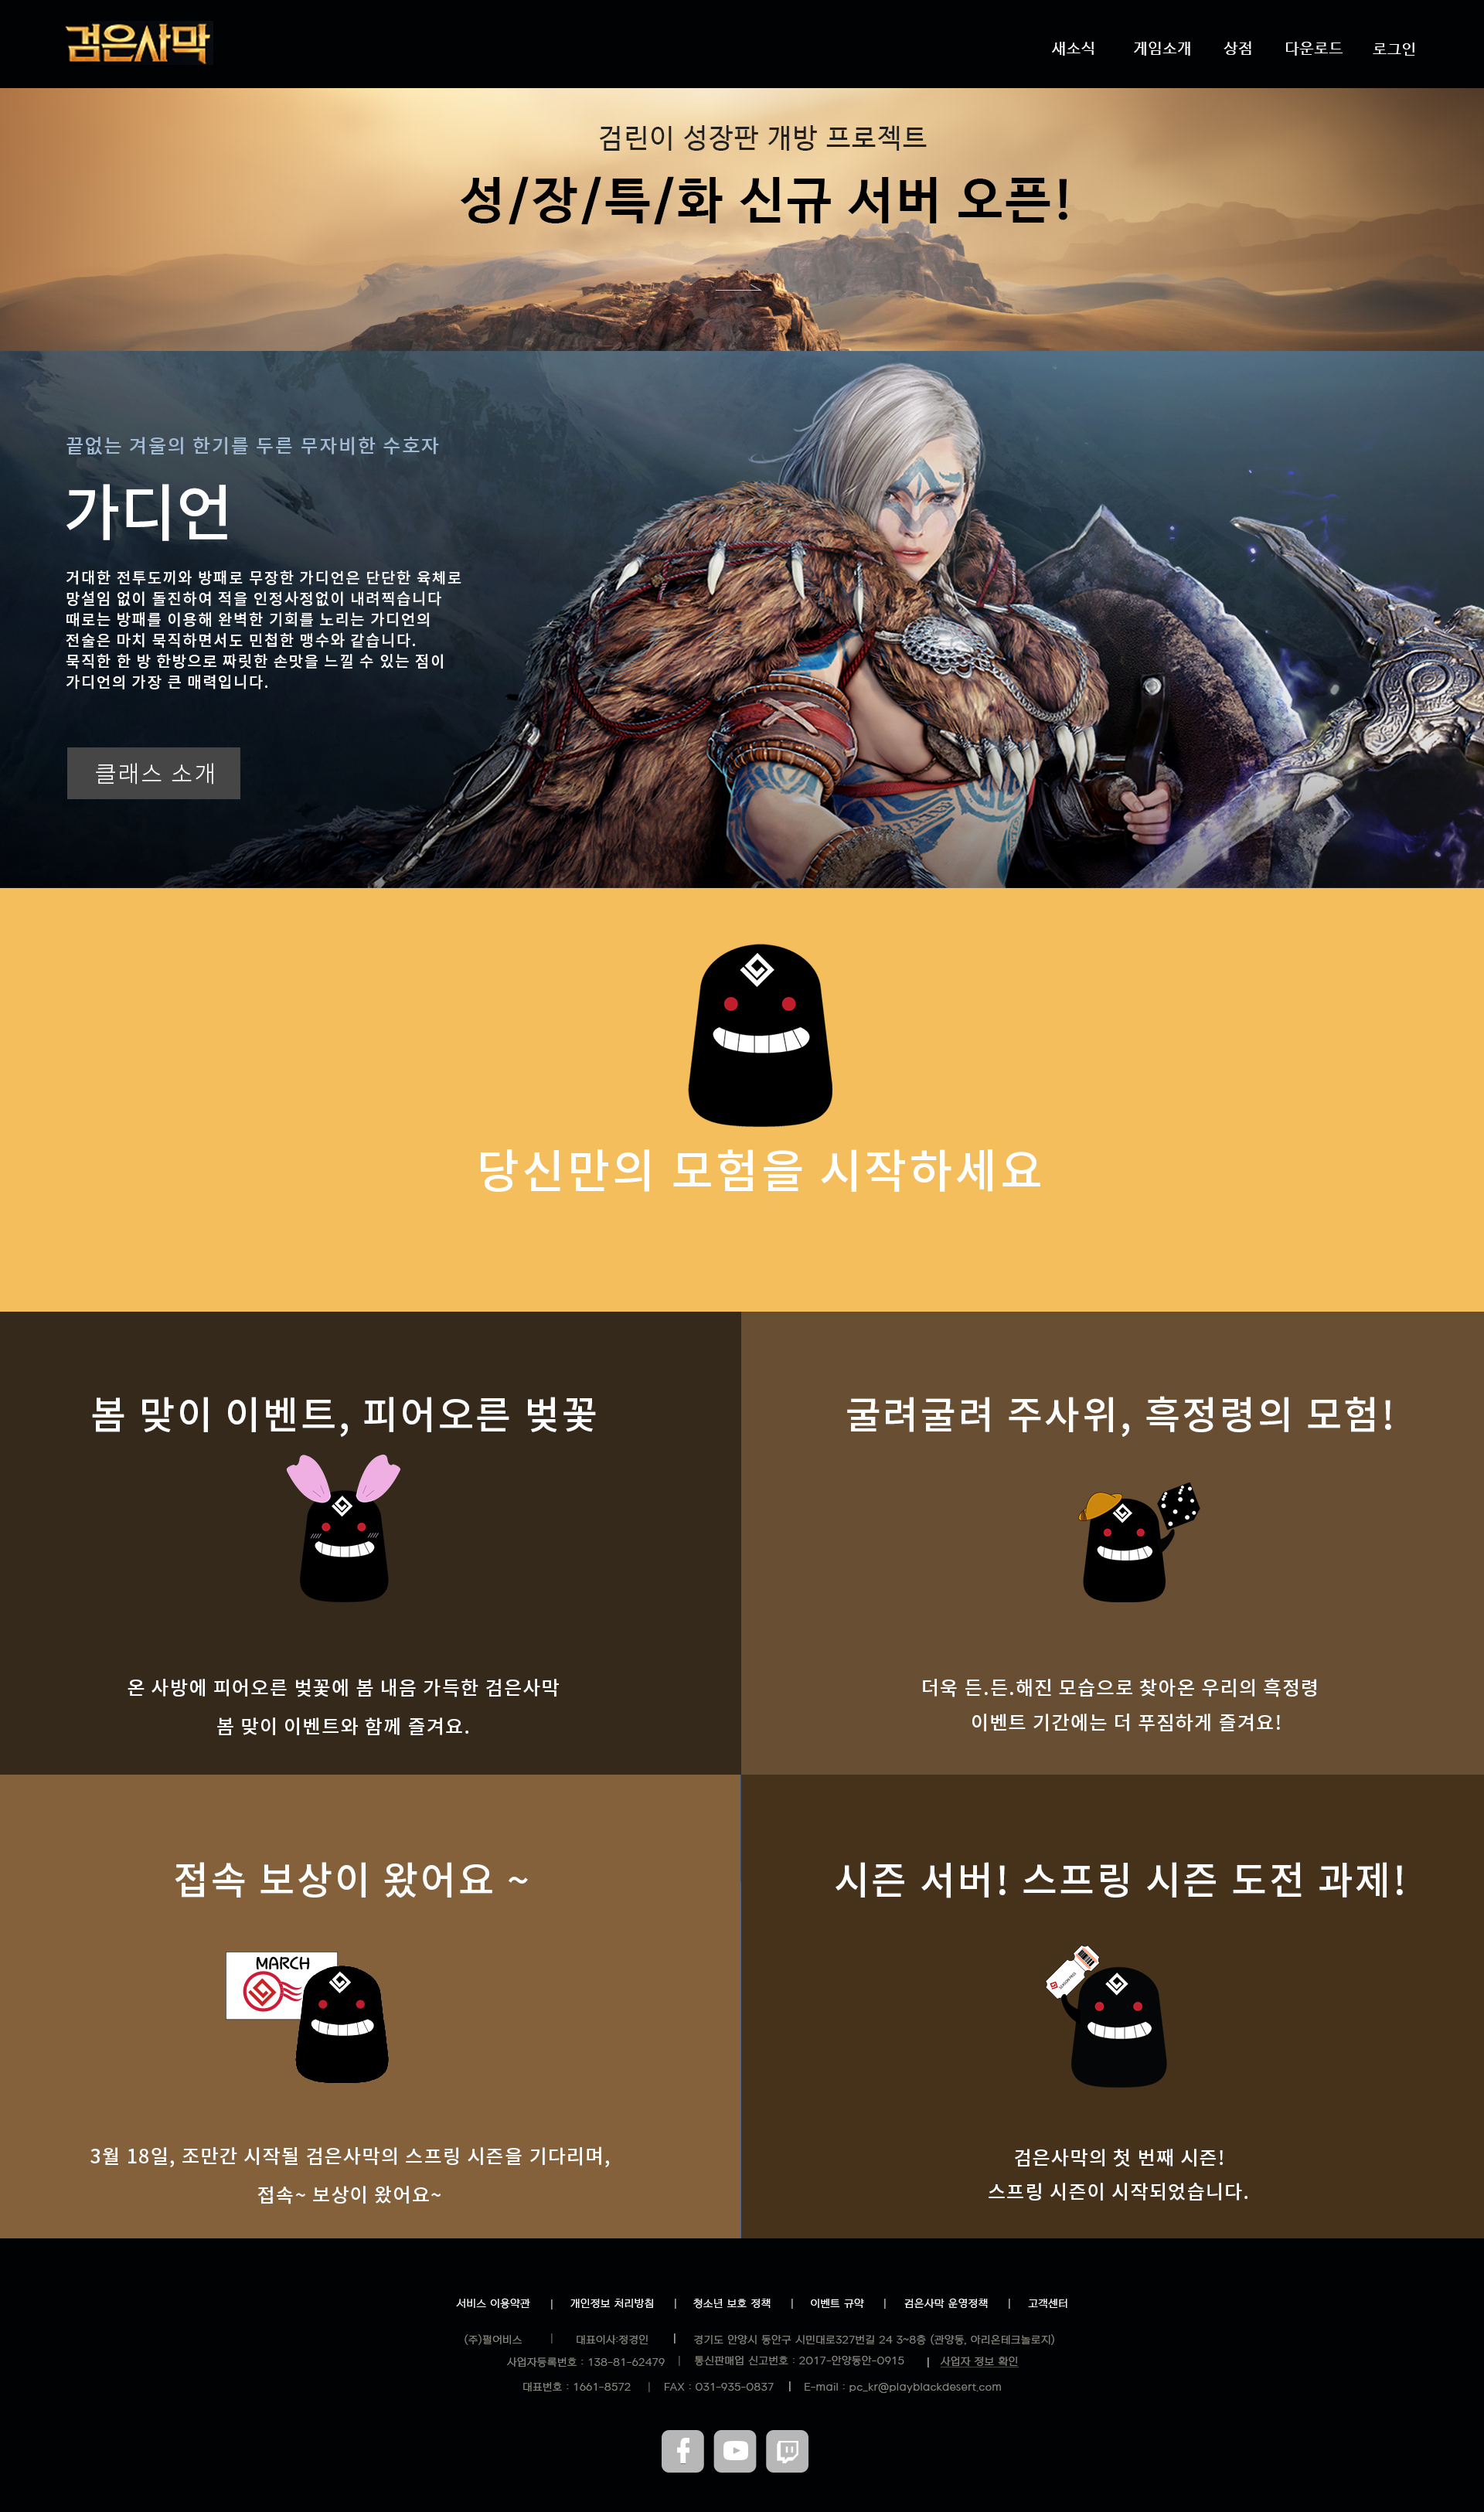 검은사막
새소식 게임소개 상점 다운로드 로그인
검린이 성장판 개방 프로젝트
성/장/특/화 신규 서버 오픈!
끝없는 겨울의 한기를 두른 무자비한 수호자
가디언
거대한 전투도끼와 방패로 무장한 가디언은 단단한 육체로
망설임 없이 돌진하여 적을 인정사정없이 내려찍습니다
때로는 방패를 이용해 완벽한 기회를 노리는 가디언의
전술은 마치 묵직하면서도 민첩한 맹수와 같습니다.
묵직한 한 방 한방으로 짜릿한 손맛을 느낄 수 있는 점이
가디언의 가장 큰 매력입니다.
클래스 소개
당신만의 모험을 시작하세요
봄 맞이 이벤트, 피어오른 벚꽃
온 사방에 피어오른 벚꽃에 봄 내음 가득한 검은사막
봄 맞이 이벤트와 함께 즐겨요.
굴려굴려 주사위, 흑정령의 모험!
더욱 든.든.해진 모습으로 찾아온 우리의 흑정령
이벤트 기간에는 더 푸짐하게 즐겨요!
접속 보상이 왔어요 ~
MARCH
3월 18일, 조만간 시작될 검은사막의 스프링 시즌을 기다리며,
접속~ 보상이 왔어요~
시즌 서버! 스프링 시즌 도전 과제!
검은사막의 첫 번째 시즌!
스프링 시즌이 시작되었습니다.
서비스 이용약관 | 개인정보 처리방침 | 청소년 보호 정책 | 이벤트 규약 | 검은사막 운영정책 | 고객센터
(주)펄어비스 | 대표이사:정경인 | 경기도 안양시 동안구 시민대로327번길 24 3~8층 (관양동, 아리온테크놀로지)
사업자등록번호 : 138-81-62479 | 통신판매업 신고번호 : 2017-안양동안-0915 | 사업자 정보 확인
대표번호 : 1661-8572 | FAX : 031-935-0837 | E-mail : pc_kr@playblackdesert.com